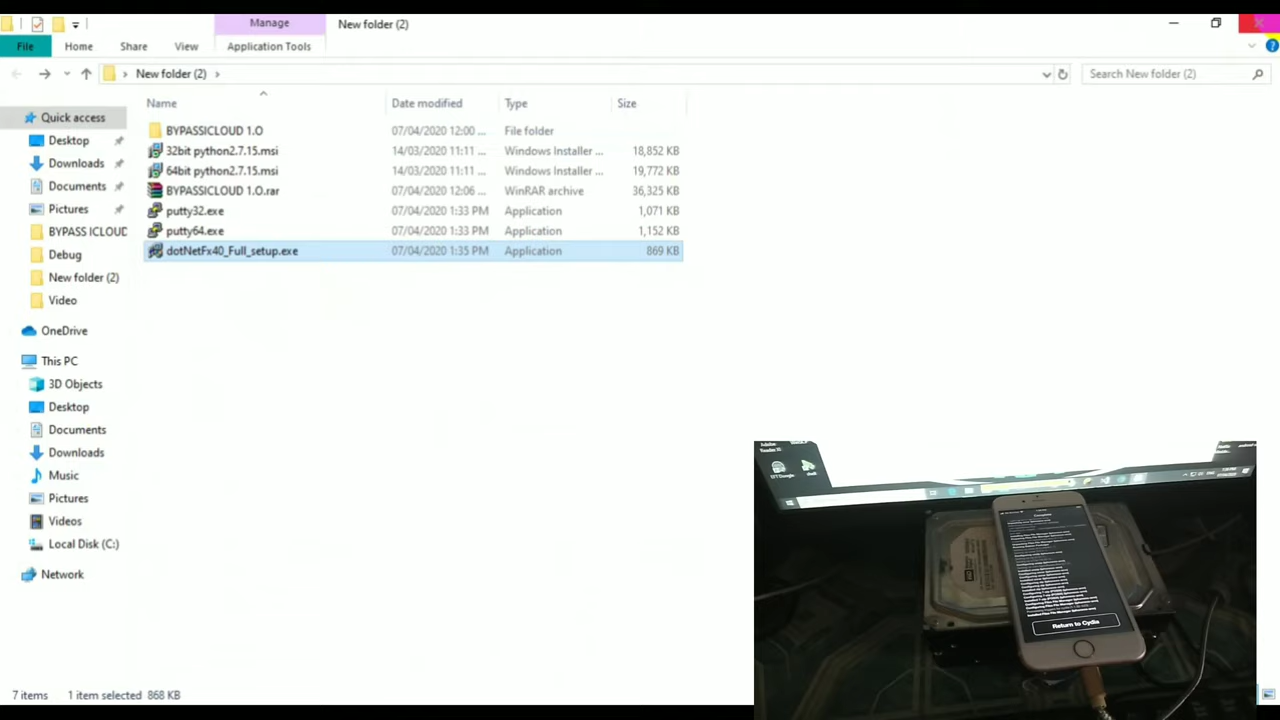 Manage
New folder (2)
File
Home
Share
View
Application Tools
New folder (2)
Search New folder (2)
Name
Date modified
Type
Size
Quick access
Desktop
Downloads
Documents
Pictures
BYPASS ICLOUD
Debug
New folder (2)
Video
OneDrive
This PC
3D Objects
Desktop
Documents
Downloads
Music
Pictures
Videos
Local Disk (C:)
Network
BYPASSICLOUD 1.O 07/04/2020 12:00 ... File folder
32bit python2.7.15.msi 14/03/2020 11:11 ... Windows Installer ... 18,852 KB
64bit python2.7.15.msi 14/03/2020 11:11 ... Windows Installer ... 19,772 KB
BYPASSICLOUD 1.O.rar 07/04/2020 12:06 ... WinRAR archive 36,325 KB
putty32.exe 07/04/2020 1:33 PM Application 1,071 KB
putty64.exe 07/04/2020 1:33 PM Application 1,152 KB
dotNetFx40_Full_setup.exe 07/04/2020 1:35 PM Application 869 KB
7 items 1 item selected 868 KB
Return to Cydia